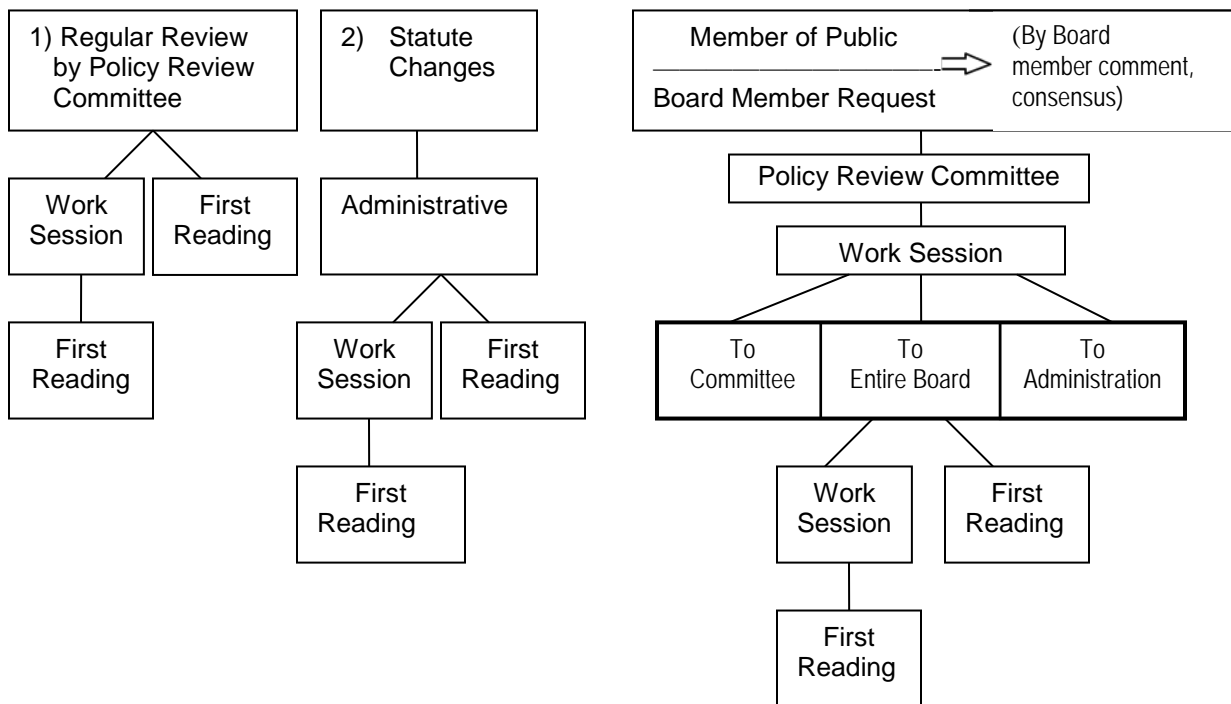 1) Regular Review
by Policy Review
Committee
Work
Session
First
Reading
First
Reading
2) Statute
Changes
Administrative
Work
Session
First
Reading
First
Reading
Member of Public
Board Member Request
(By Board
member comment,
consensus)
Policy Review Committee
Work Session
To
Committee
To
Entire Board
To
Administration
Work
Session
First
Reading
First
Reading